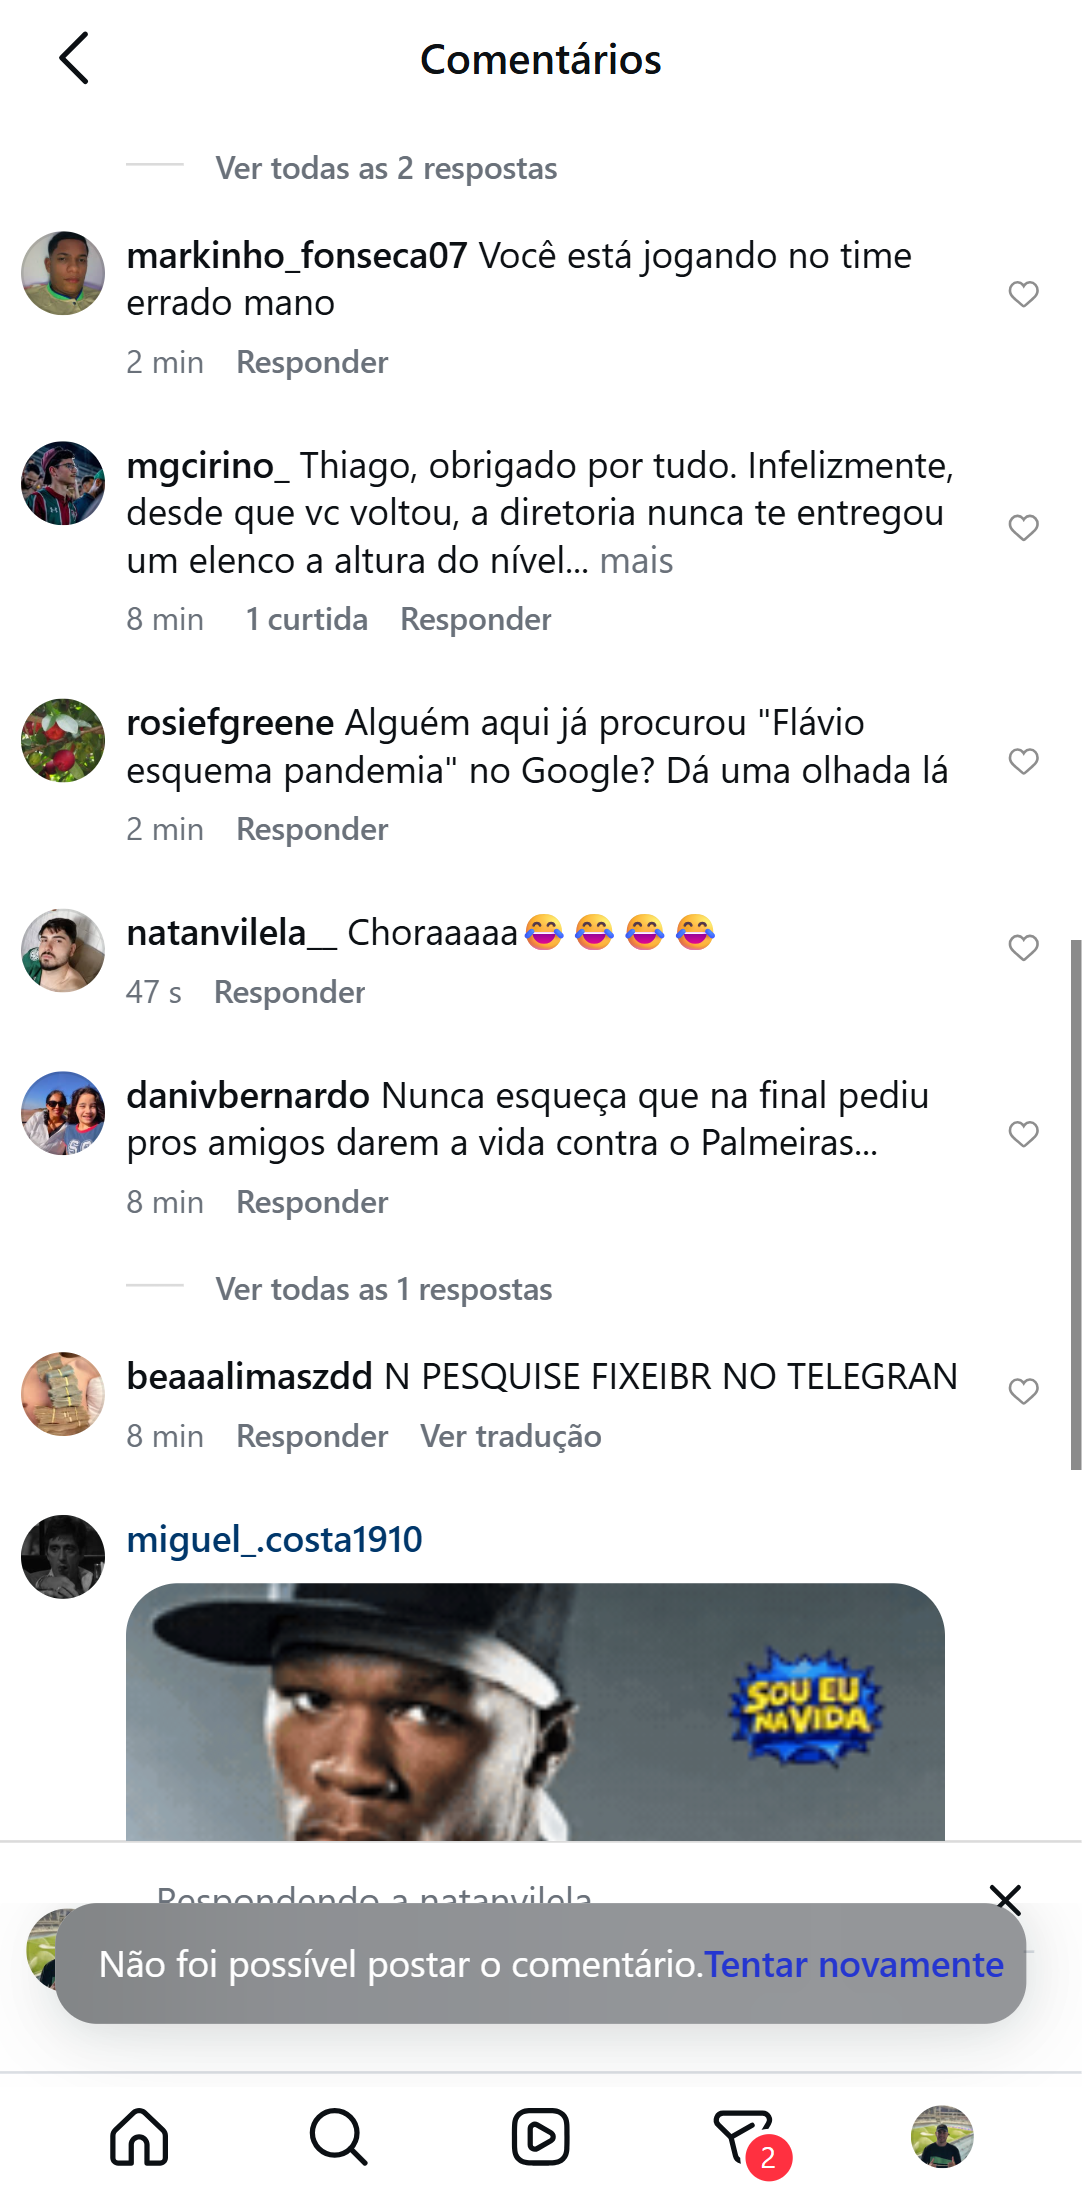 Comentários
Ver todas as 2 respostas
markinho_fonseca07 Você está jogando no time
errado mano
2 min Responder
mgcirino_ Thiago, obrigado por tudo. Infelizmente,
desde que vc voltou, a diretoria nunca te entregou
um elenco a altura do nível... mais
8 min 1 curtida Responder
rosiefgreene Alguém aqui já procurou "Flávio
esquema pandemia" no Google? Dá uma olhada lá
2 min Responder
natanvilela__ Choraaaaa😂😂😂😂
47 s Responder
danivbernardo Nunca esqueça que na final pediu
pros amigos darem a vida contra o Palmeiras...
8 min Responder
Ver todas as 1 respostas
beaaalimaszdd N PESQUISE FIXEIBR NO TELEGRAN
8 min Responder Ver tradução
miguel_.costa1910
SOU EU
NA VIDA
Respondendo a natanvilela
Não foi possível postar o comentário.Tentar novamente
2